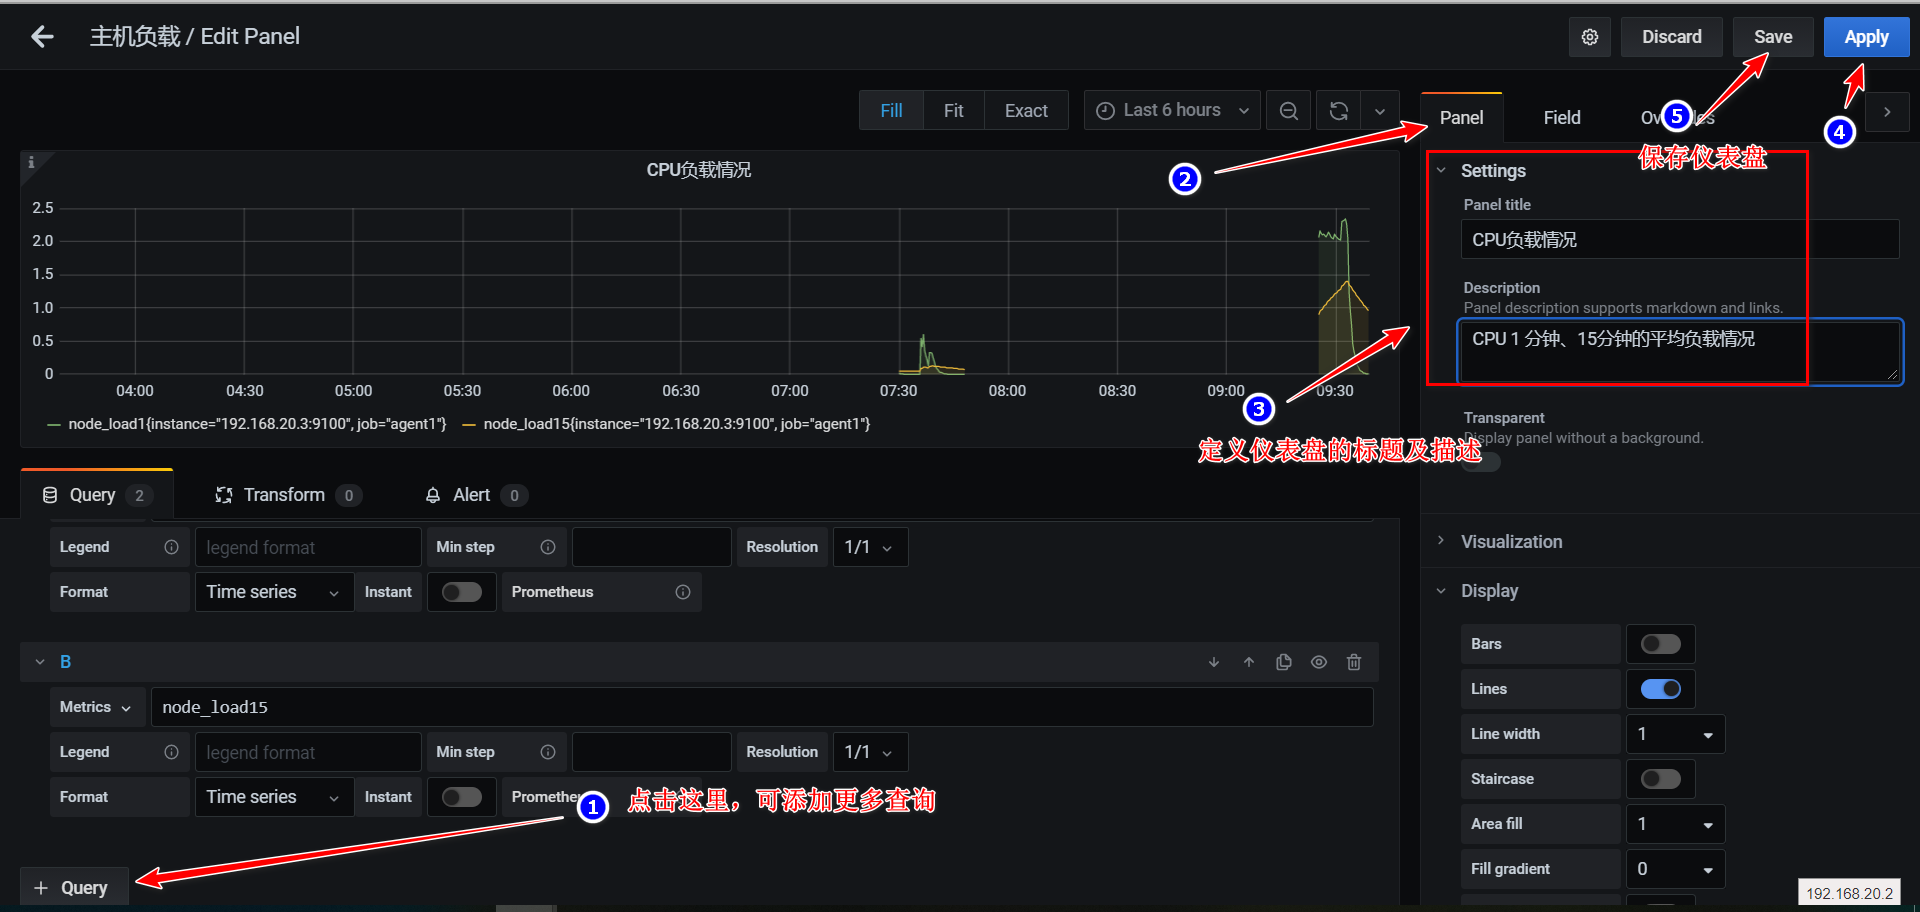 主机负载 / Edit Panel
Discard
Save
Apply
Fill
Fit
Exact
Last 6 hours
Panel
Field
5
4
保存仪表盘
2
CPU负载情况
2.5
2.0
1.5
1.0
0.5
0
04:00
04:30
05:00
05:30
06:00
06:30
07:00
07:30
08:00
08:30
09:00
09:30
node_load1{instance="192.168.20.3:9100", job="agent1"}
node_load15{instance="192.168.20.3:9100", job="agent1"}
Settings
Panel title
CPU负载情况
Description
Panel description supports markdown and links.
CPU 1 分钟、15分钟的平均负载情况
3
定义仪表盘的标题及描述
Transparent
Display panel without a background.
Query 2
Transform 0
Alert 0
Legend
legend format
Min step
Resolution
1/1
Format
Time series
Instant
Prometheus
B
Metrics
node_load15
Legend
legend format
Min step
Resolution
1/1
Format
Time series
Instant
1
点击这里，可添加更多查询
+ Query
Visualization
Display
Bars
Lines
Line width
1
Staircase
Area fill
1
Fill gradient
0
192.168.20.2